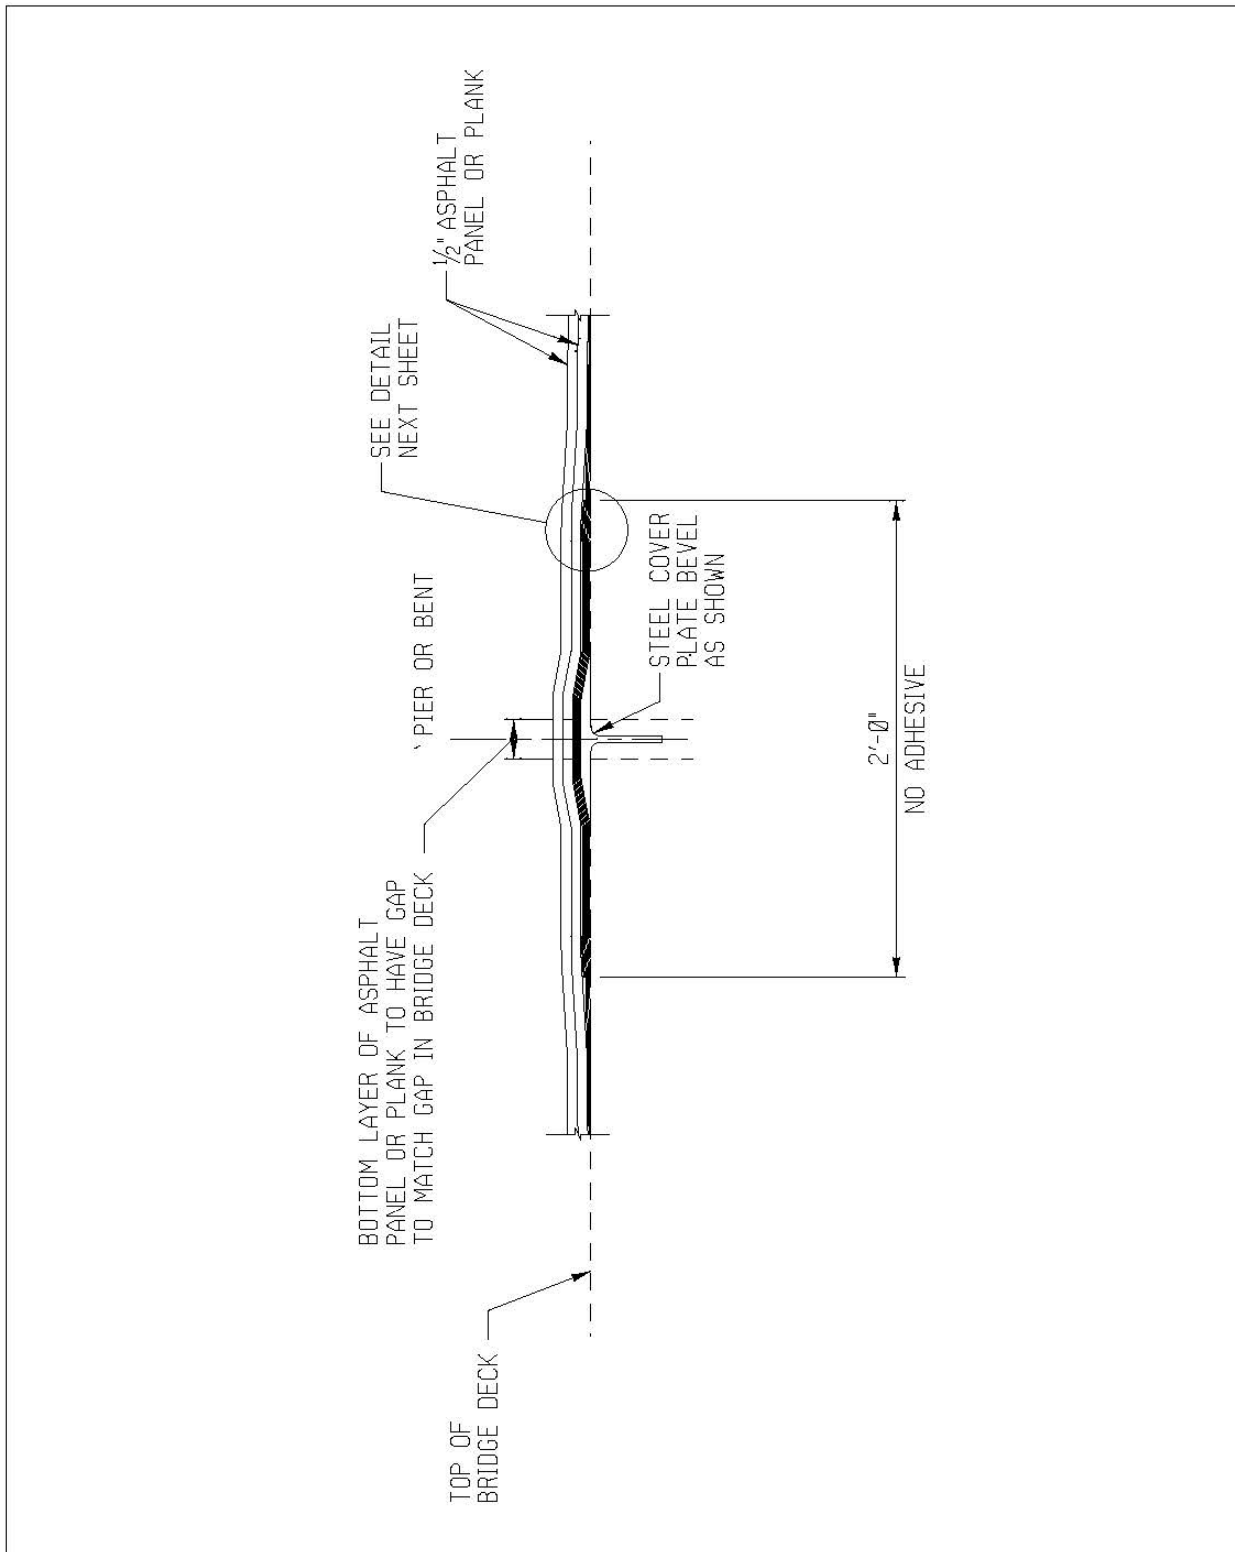 TOP OF
BRIDGE DECK
BOTTOM LAYER OF ASPHALT
PANEL OR PLANK TO HAVE GAP
TO MATCH GAP IN BRIDGE DECK
` PIER OR BENT
SEE DETAIL
NEXT SHEET
½" ASPHALT
PANEL OR PLANK
STEEL COVER
PLATE BEVEL
AS SHOWN
2'-0"
NO ADHESIVE